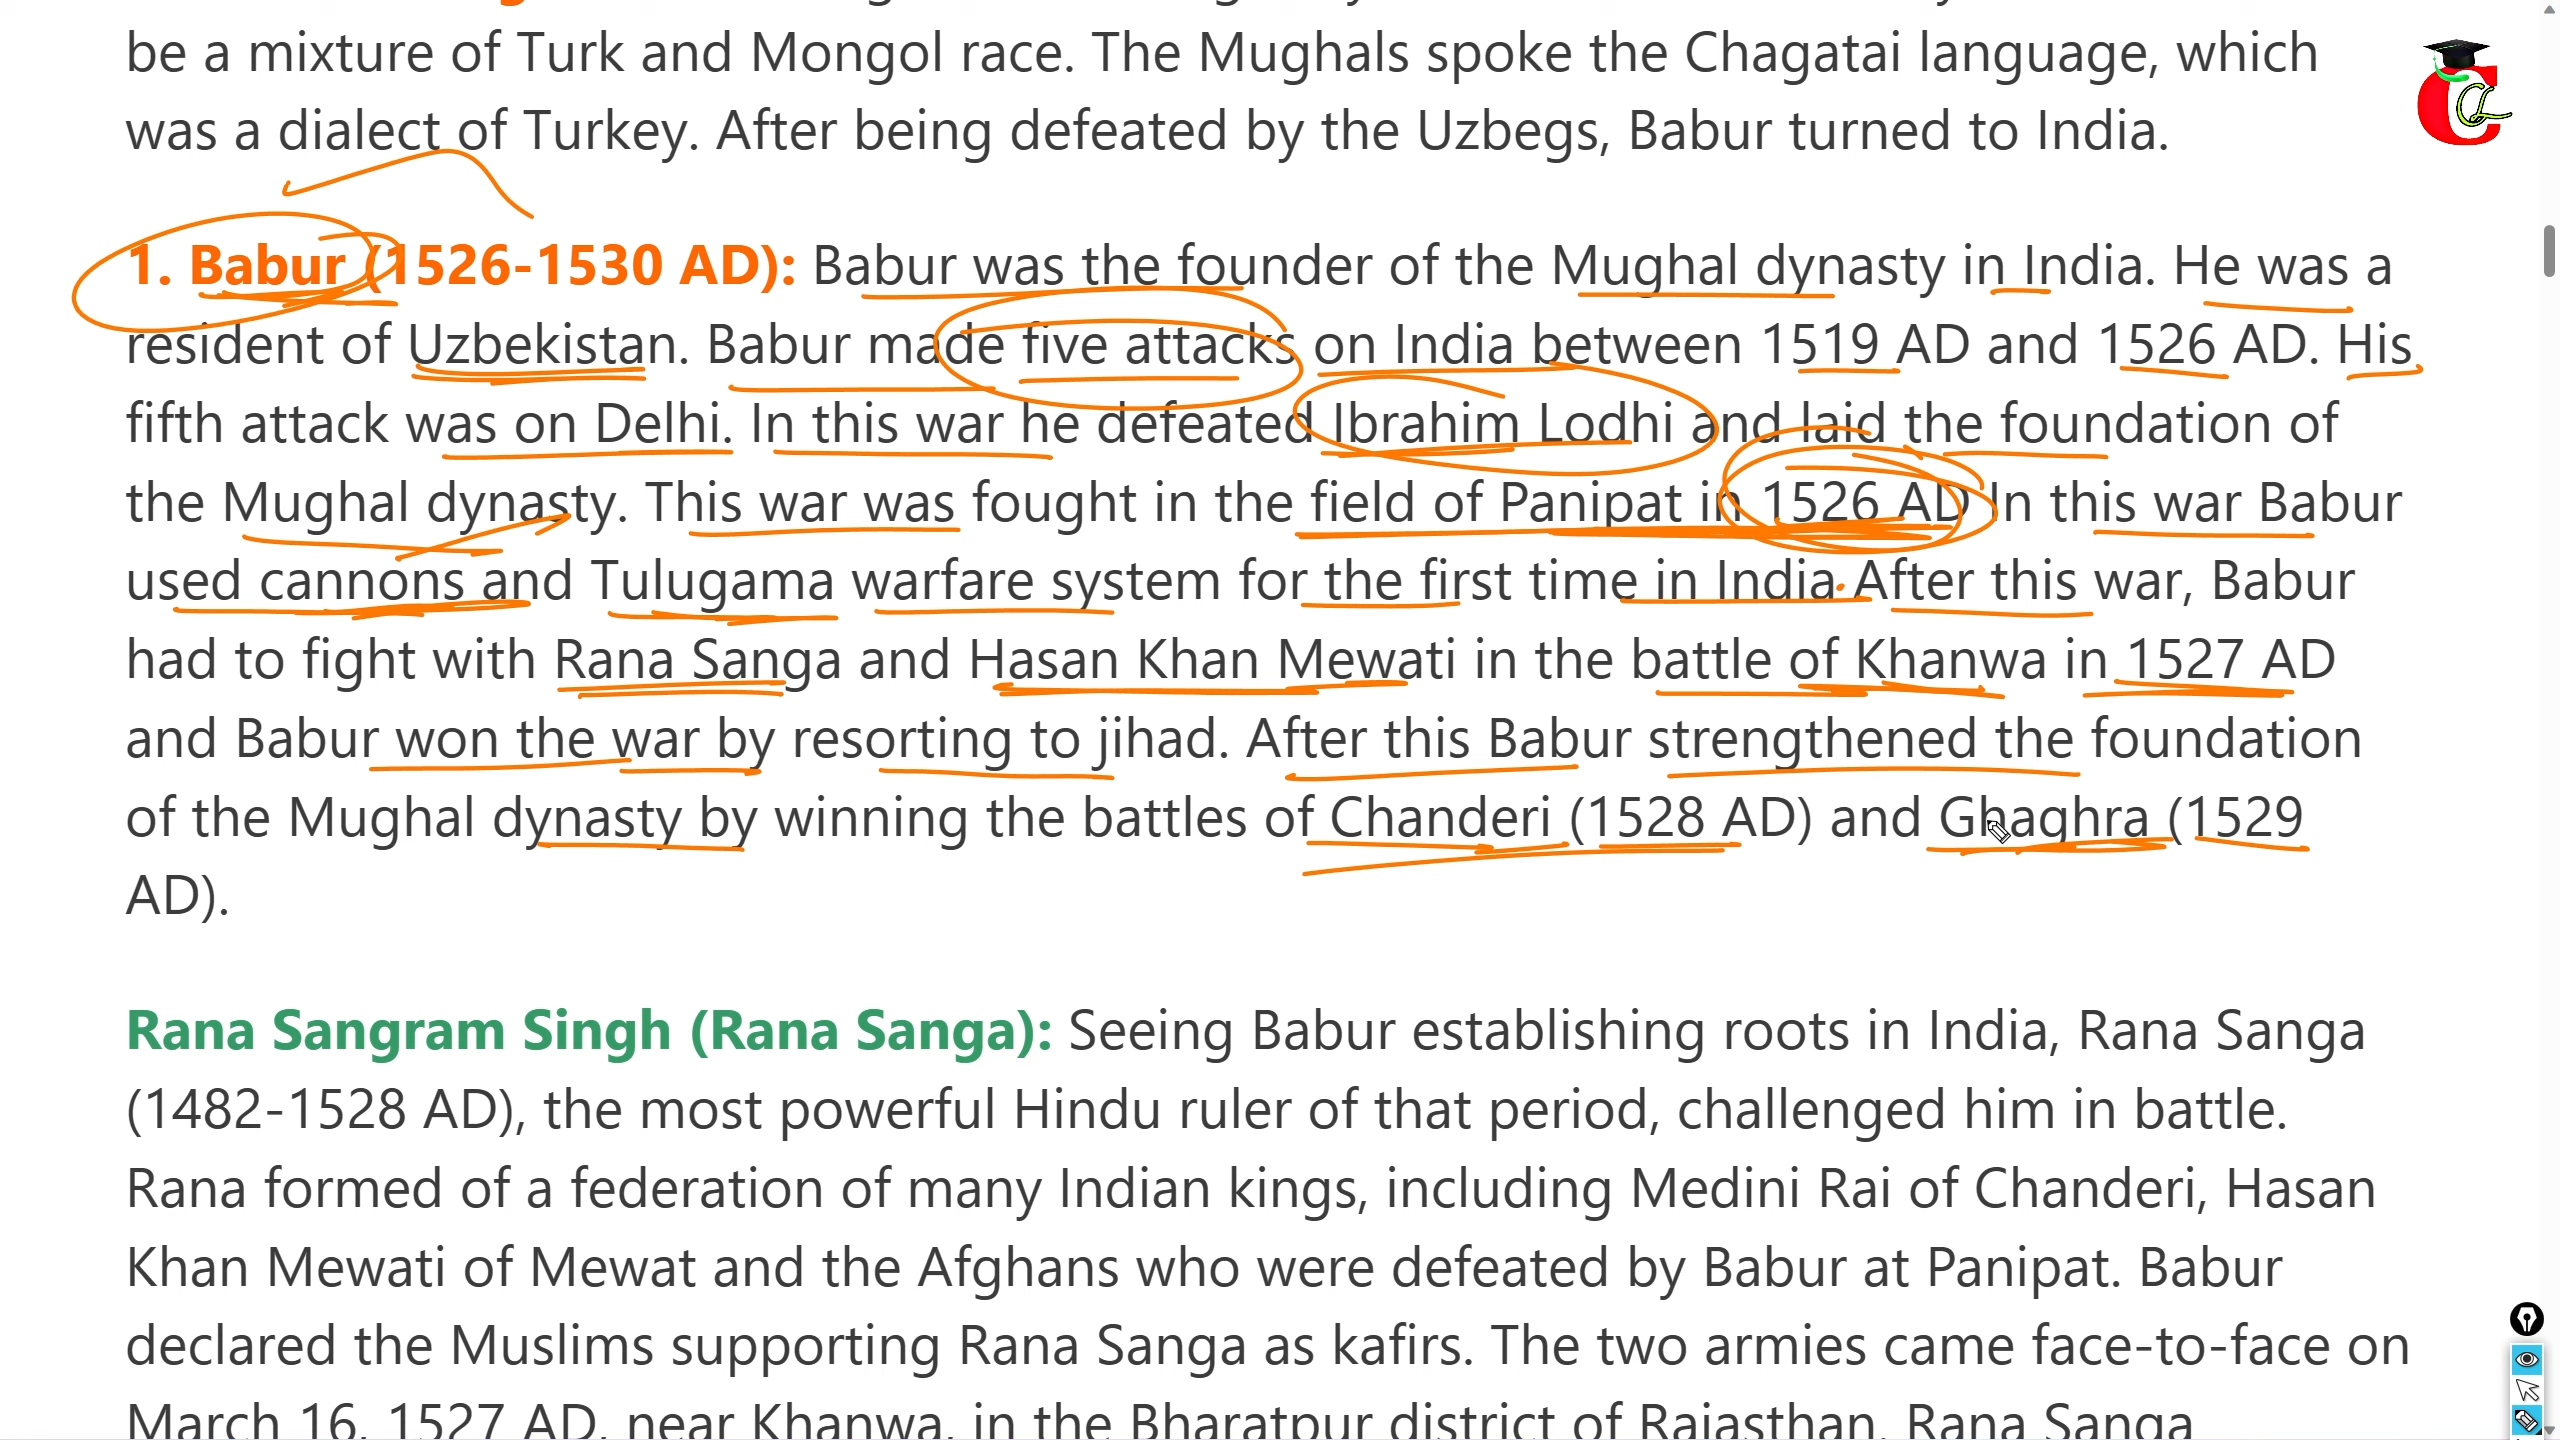 be a mixture of Turk and Mongol race. The Mughals spoke the Chagatai language, which
was a dialect of Turkey. After being defeated by the Uzbegs, Babur turned to India.
1. Babur (1526-1530 AD): Babur was the founder of the Mughal dynasty in India. He was a
resident of Uzbekistan. Babur made five attacks on India between 1519 AD and 1526 AD. His
fifth attack was on Delhi. In this war he defeated Ibrahim Lodhi and laid the foundation of
the Mughal dynasty. This war was fought in the field of Panipat in 1526 AD In this war Babur
used cannons and Tulugama warfare system for the first time in India. After this war, Babur
had to fight with Rana Sanga and Hasan Khan Mewati in the battle of Khanwa in 1527 AD
and Babur won the war by resorting to jihad. After this Babur strengthened the foundation
of the Mughal dynasty by winning the battles of Chanderi (1528 AD) and Ghaghra (1529
AD).
Rana Sangram Singh (Rana Sanga): Seeing Babur establishing roots in India, Rana Sanga
(1482-1528 AD), the most powerful Hindu ruler of that period, challenged him in battle.
Rana formed of a federation of many Indian kings, including Medini Rai of Chanderi, Hasan
Khan Mewati of Mewat and the Afghans who were defeated by Babur at Panipat. Babur
declared the Muslims supporting Rana Sanga as kafirs. The two armies came face-to-face on
March 16, 1527 AD, near Khanwa, in the Bharatpur district of Rajasthan. Rana Sanga